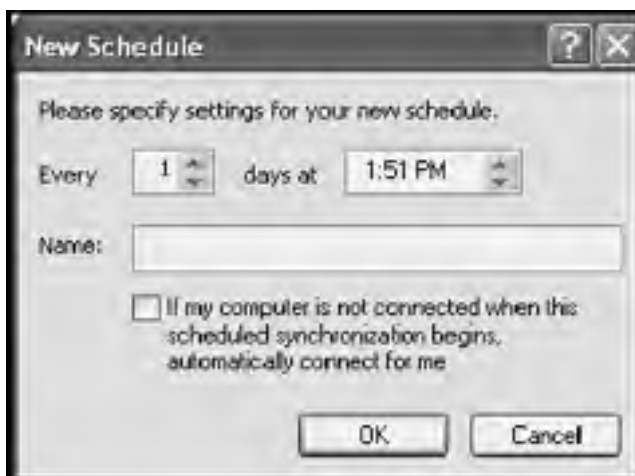 New Schedule ? X
Please specify settings for your new schedule.
Every 1 days at 1:51 PM
Name:
If my computer is not connected when this
scheduled synchronization begins,
automatically connect for me
OK Cancel